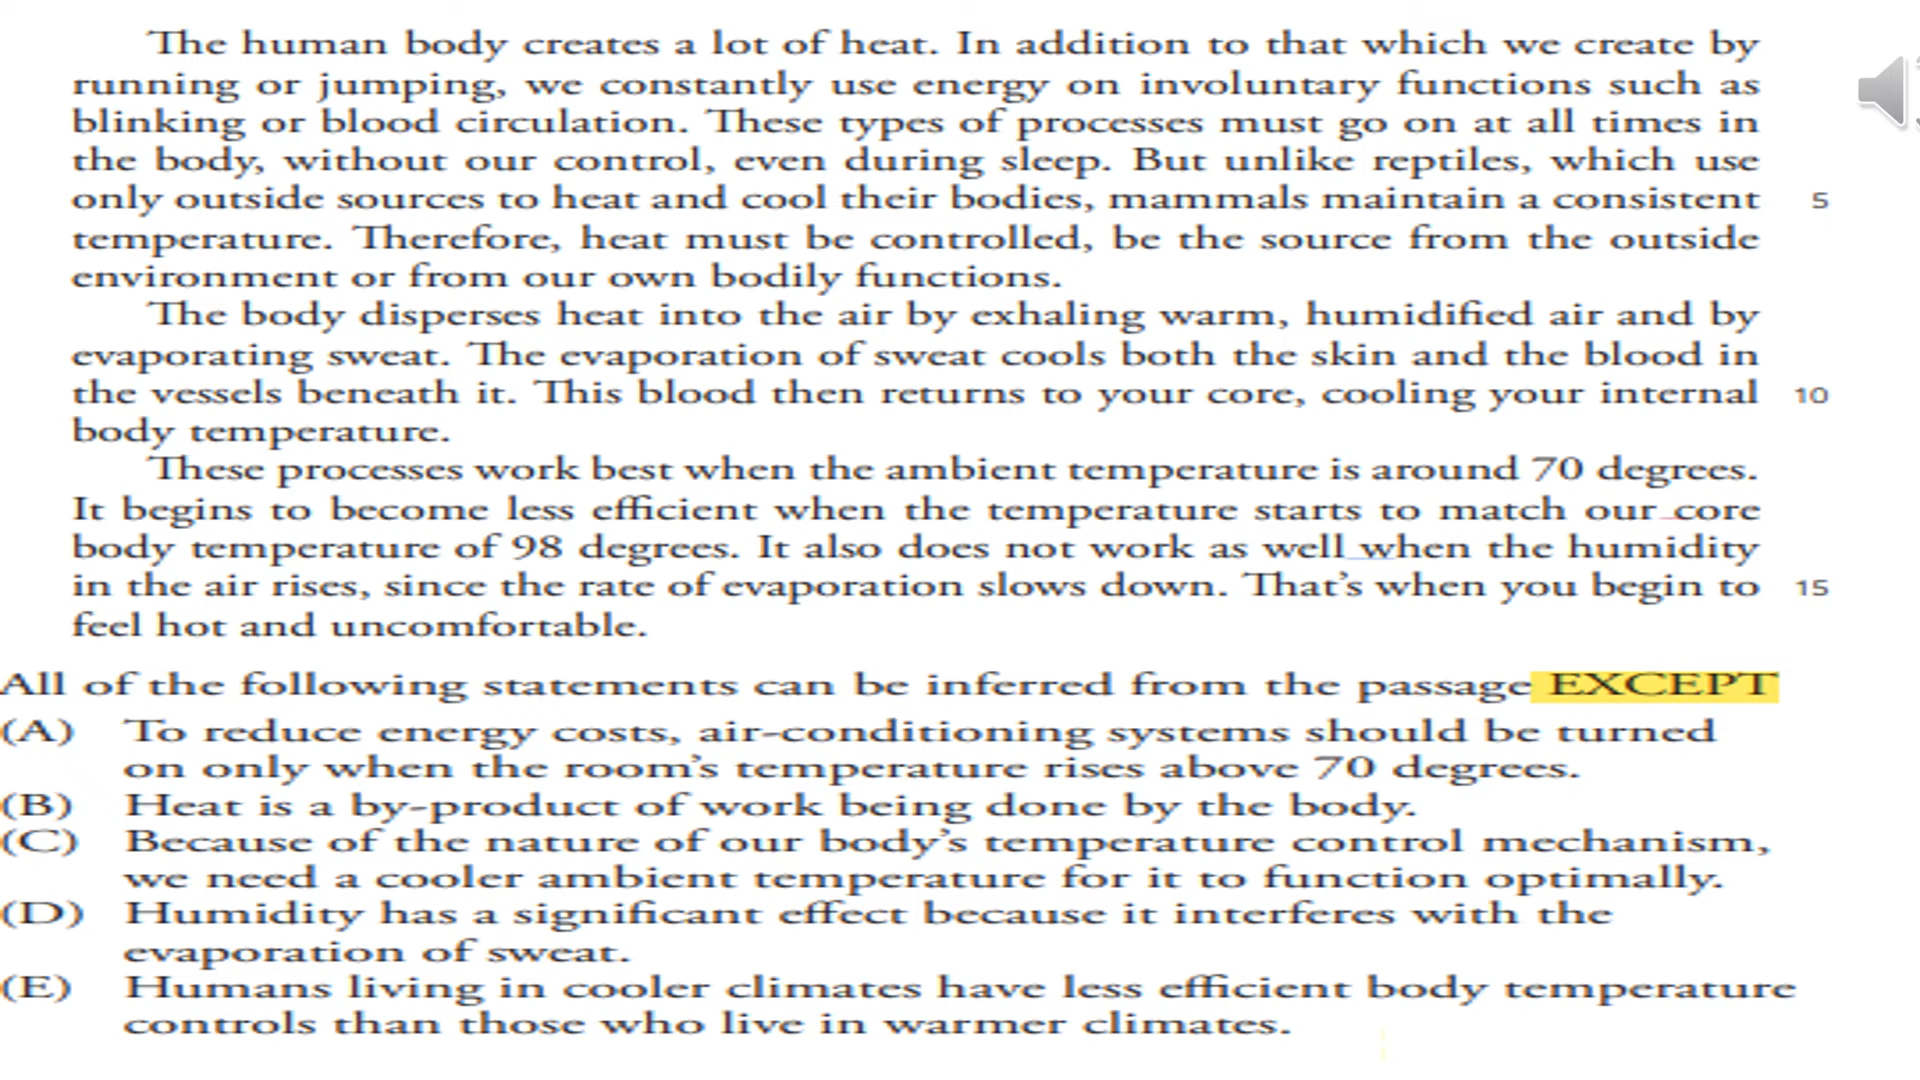 The human body creates a lot of heat. In addition to that which we create by
running or jumping, we constantly use energy on involuntary functions such as
blinking or blood circulation. These types of processes must go on at all times in
the body, without our control, even during sleep. But unlike reptiles, which use
only outside sources to heat and cool their bodies, mammals maintain a consistent 5
temperature. Therefore, heat must be controlled, be the source from the outside
environment or from our own bodily functions.
The body disperses heat into the air by exhaling warm, humidified air and by
evaporating sweat. The evaporation of sweat cools both the skin and the blood in
the vessels beneath it. This blood then returns to your core, cooling your internal 10
body temperature.
These processes work best when the ambient temperature is around 70 degrees.
It begins to become less efficient when the temperature starts to match our core
body temperature of 98 degrees. It also does not work as well when the humidity
in the air rises, since the rate of evaporation slows down. That's when you begin to 15
feel hot and uncomfortable.
All of the following statements can be inferred from the passage EXCEPT
(A) To reduce energy costs, air-conditioning systems should be turned
on only when the room's temperature rises above 70 degrees.
(B) Heat is a by-product of work being done by the body.
(C) Because of the nature of our body's temperature control mechanism,
we need a cooler ambient temperature for it to function optimally.
(D) Humidity has a significant effect because it interferes with the
evaporation of sweat.
(E) Humans living in cooler climates have less efficient body temperature
controls than those who live in warmer climates.